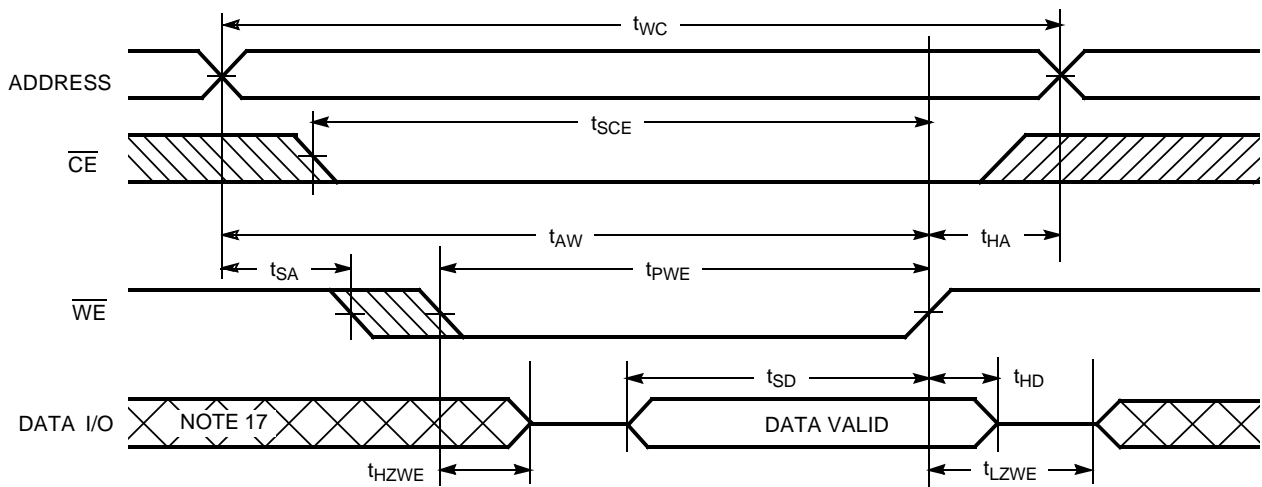 tWC
ADDRESS
tSCE
CE
tAW
tHA
tSA
tPWE
WE
tSD
tHD
DATA I/O
NOTE 17
DATA VALID
tHZWE
tLZWE